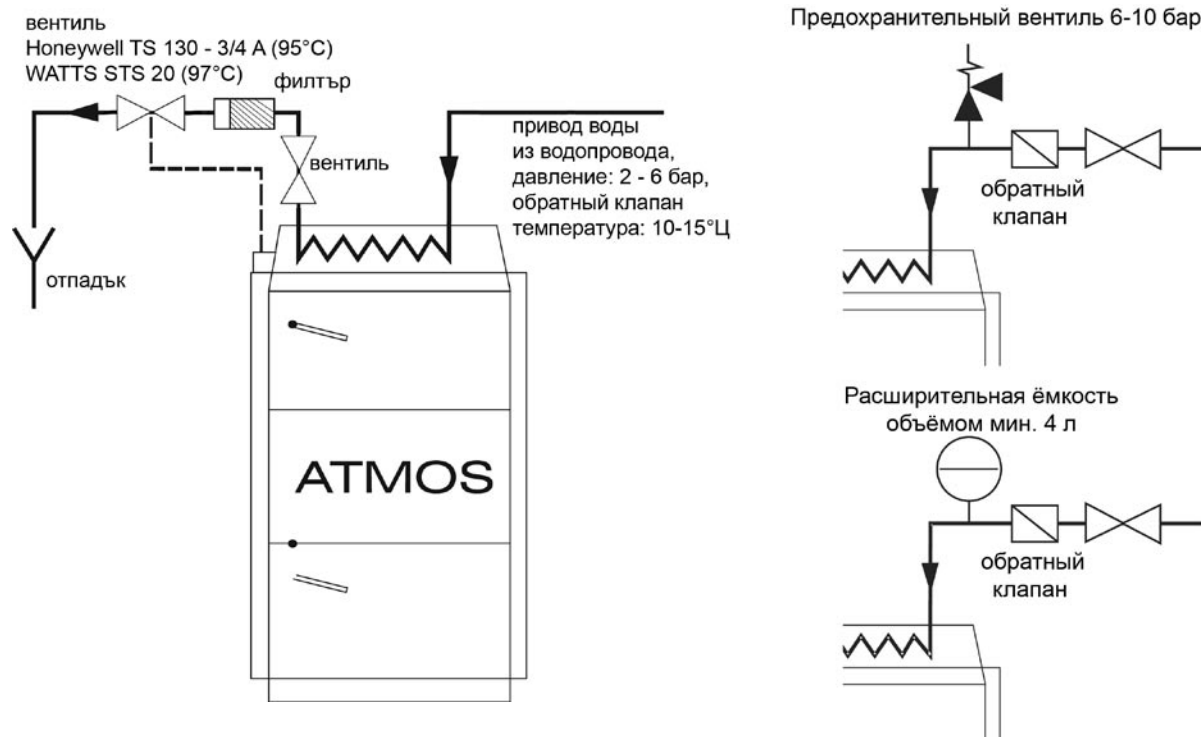 вентиль
Honeywell TS 130 - 3/4 A (95°C)
WATTS STS 20 (97°C)
филтър
вентиль
привод воды
из водопровода,
давление: 2 - 6 бар,
обратный клапан
температура: 10-15°Ц
отпадък
ATMOS
Предохранительный вентиль 6-10 бар
обратный
клапан
Расширительная ёмкость
объёмом мин. 4 л
обратный
клапан